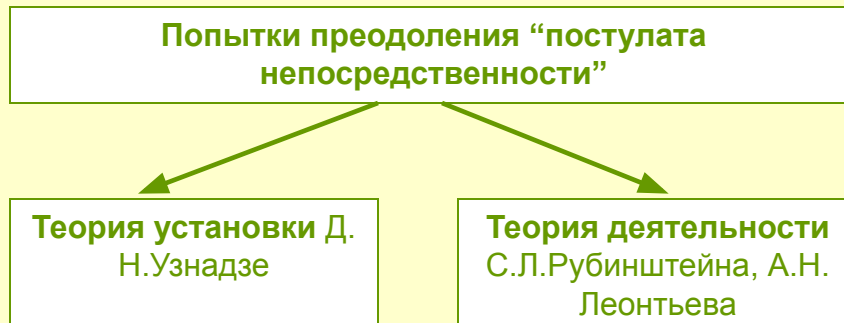 Попытки преодоления “постулата
непосредственности”
Теория установки Д.
Н.Узнадзе
Теория деятельности
С.Л.Рубинштейна, А.Н.
Леонтьева